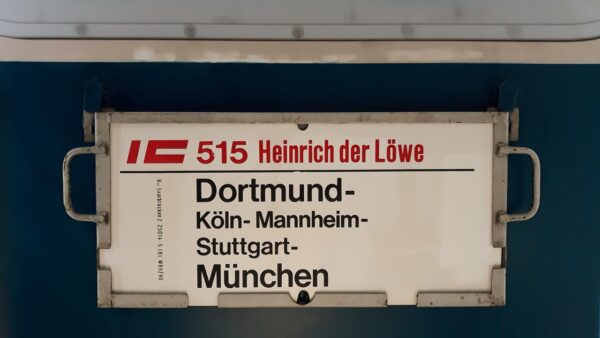 IC 515 Heinrich der Löwe
Dortmund-
Köln- Mannheim-
Stuttgart-
München